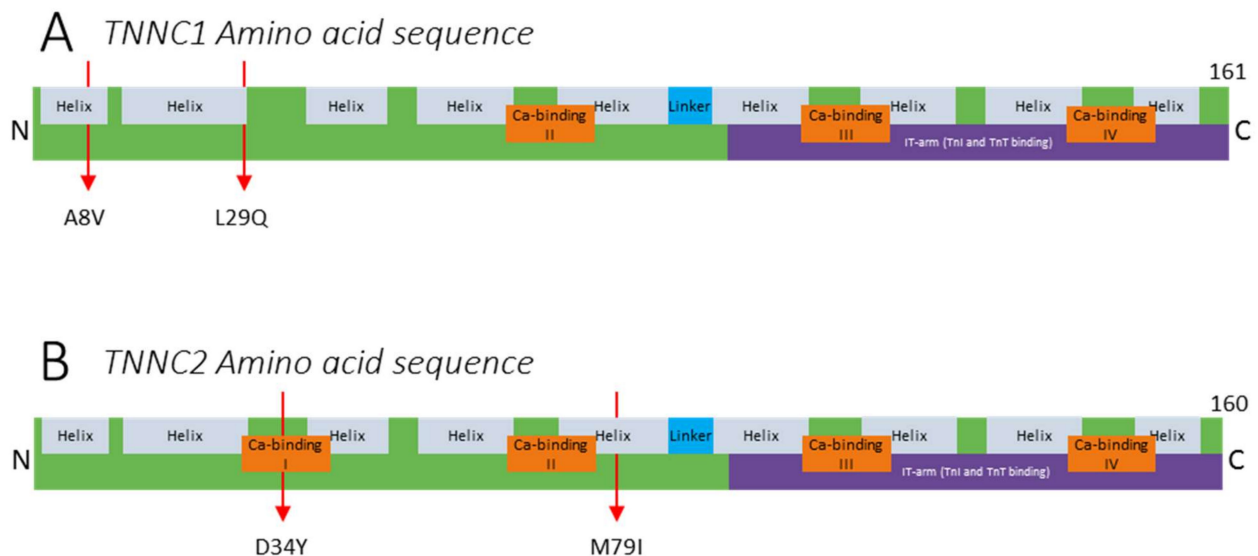 A TNNC1 Amino acid sequence
161
Helix Helix Helix Helix Helix Linker Helix Helix Helix Helix
Ca-binding II Ca-binding III Ca-binding IV
N C
IT-arm (TnI and TnT binding)
A8V L29Q
B TNNC2 Amino acid sequence
160
Helix Helix Helix Helix Helix Linker Helix Helix Helix Helix
Ca-binding I Ca-binding II Ca-binding III Ca-binding IV
N C
IT-arm (TnI and TnT binding)
D34Y M79I